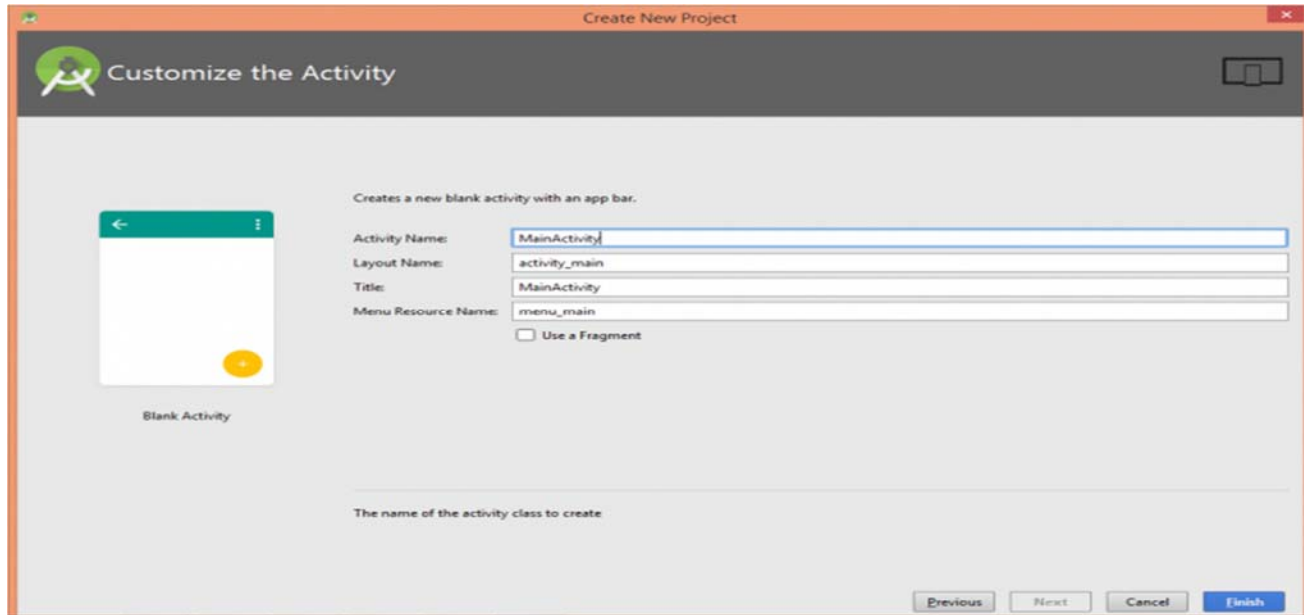 Create New Project
Customize the Activity
Creates a new blank activity with an app bar.
Activity Name: MainActivity
Layout Name: activity_main
Title: MainActivity
Menu Resource Name: menu_main
Use a Fragment
Blank Activity
The name of the activity class to create
Previous Next Cancel Finish